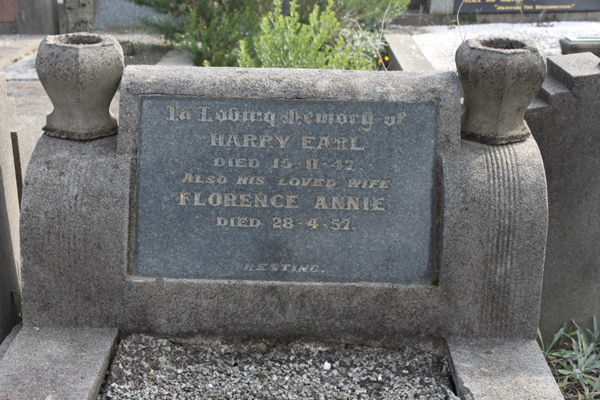 In Loving Memory of
HARRY EARL
DIED 15-11-47.
ALSO HIS LOVED WIFE
FLORENCE ANNIE
DIED 28-4-57.
RESTING.